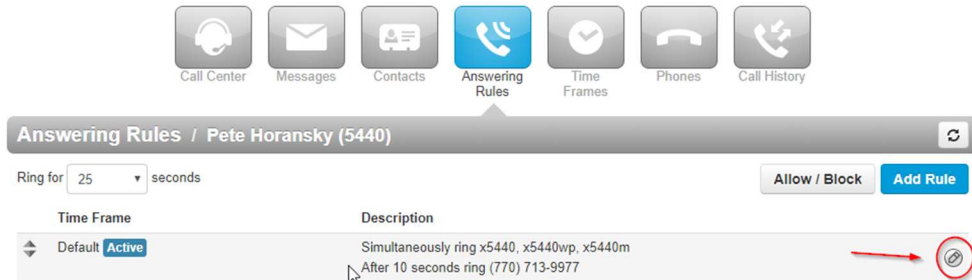 Call Center
Messages
Contacts
Answering
Rules
Time
Frames
Phones
Call History
Answering Rules / Pete Horansky (5440)
Ring for 25 seconds
Allow / Block
Add Rule
Time Frame Description
Default Active Simultaneously ring x5440, x5440wp, x5440m
After 10 seconds ring (770) 713-9977